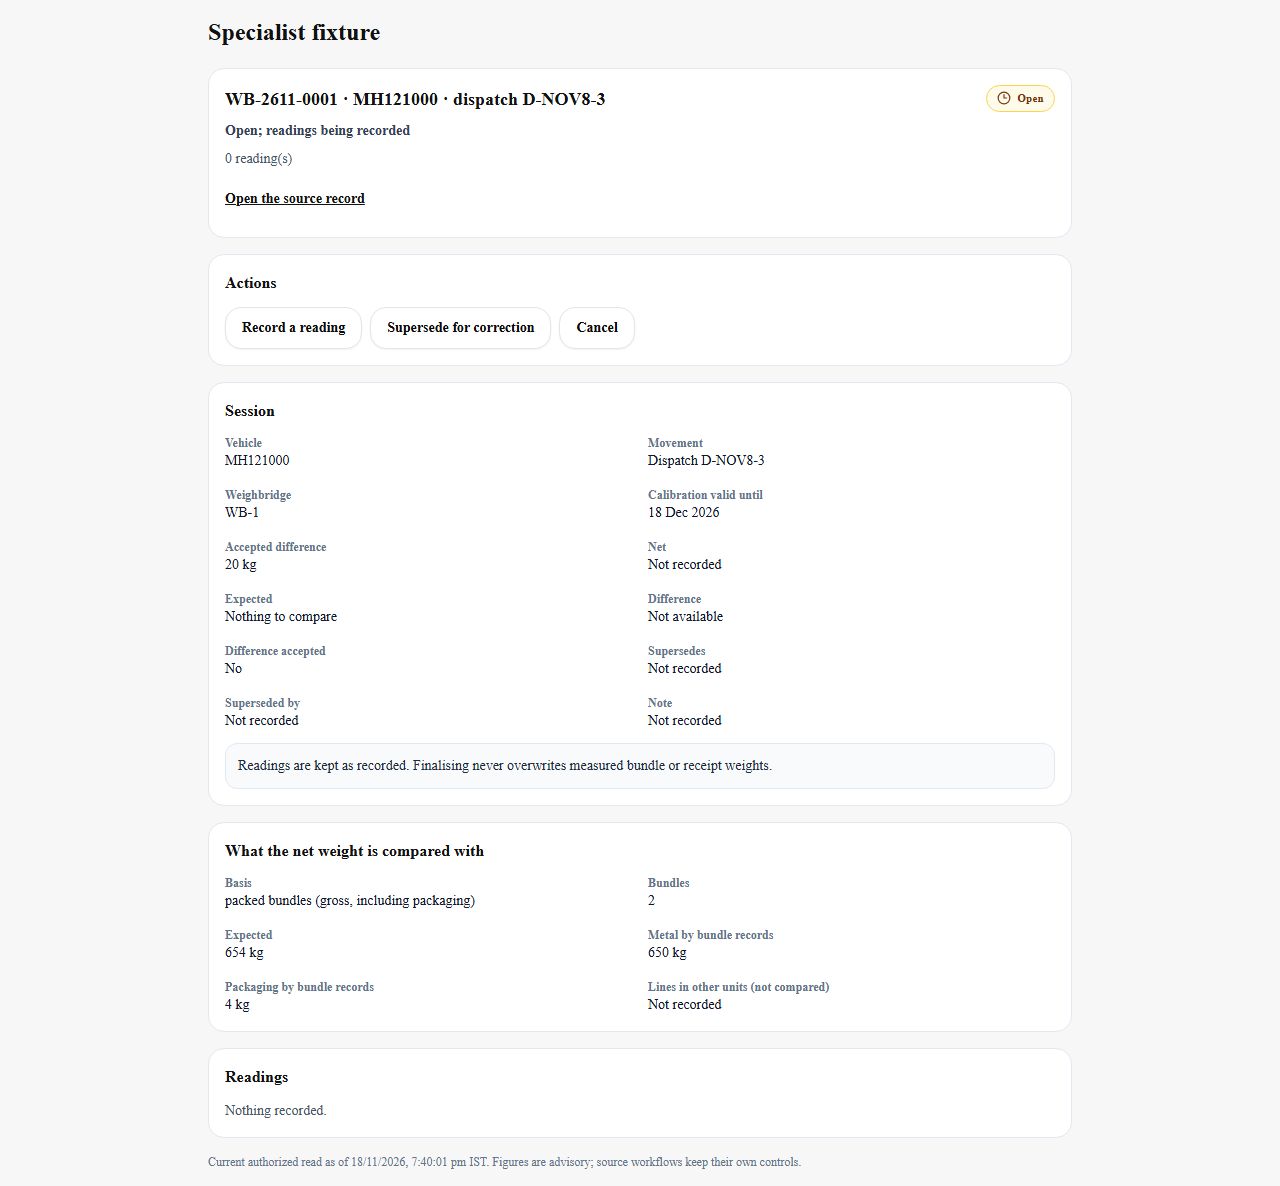 Specialist fixture
WB-2611-0001 · MH121000 · dispatch D-NOV8-3
Open
Open; readings being recorded
0 reading(s)
Open the source record
Actions
Record a reading
Supersede for correction
Cancel
Session
Vehicle
MH121000
Movement
Dispatch D-NOV8-3
Weighbridge
WB-1
Calibration valid until
18 Dec 2026
Accepted difference
20 kg
Net
Not recorded
Expected
Nothing to compare
Difference
Not available
Difference accepted
No
Supersedes
Not recorded
Superseded by
Not recorded
Note
Not recorded
Readings are kept as recorded. Finalising never overwrites measured bundle or receipt weights.
What the net weight is compared with
Basis
packed bundles (gross, including packaging)
Bundles
2
Expected
654 kg
Metal by bundle records
650 kg
Packaging by bundle records
4 kg
Lines in other units (not compared)
Not recorded
Readings
Nothing recorded.
Current authorized read as of 18/11/2026, 7:40:01 pm IST. Figures are advisory; source workflows keep their own controls.